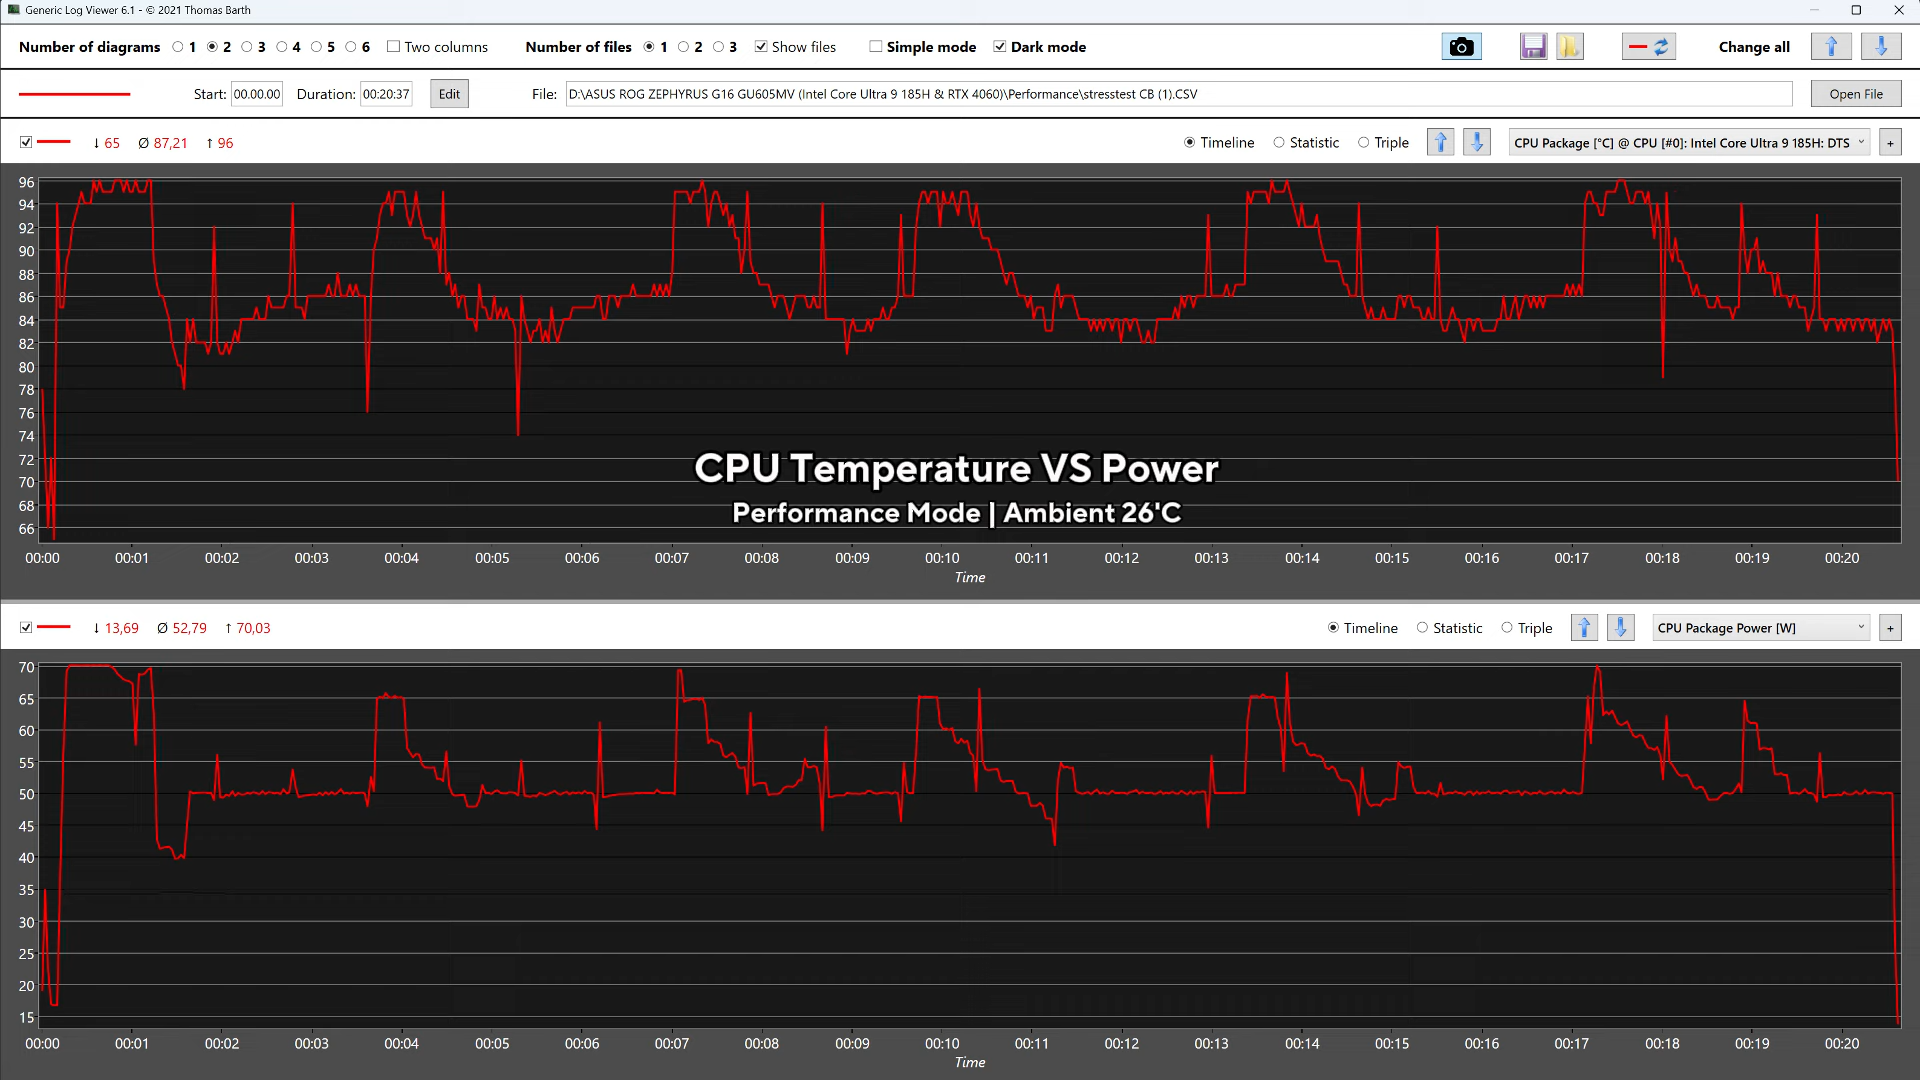 Generic Log Viewer 6.1 - © 2021 Thomas Barth
Number of diagrams 1 2 3 4 5 6 Two columns Number of files 1 2 3 Show files Simple mode Dark mode Change all
Start: 00.00.00 Duration: 00:20:37 Edit File: D:\ASUS ROG ZEPHYRUS G16 GU605MV (Intel Core Ultra 9 185H & RTX 4060)\Performance\stresstest CB (1).CSV Open File
↓ 65 Ø 87,21 ↑ 96 Timeline Statistic Triple CPU Package [°C] @ CPU [#0]: Intel Core Ultra 9 185H: DTS +
96
94
92
90
88
86
84
82
80
78
76
74
72
70
68
66
CPU Temperature VS Power
Performance Mode | Ambient 26'C
00:00 00:01 00:02 00:03 00:04 00:05 00:06 00:07 00:08 00:09 00:10 00:11 00:12 00:13 00:14 00:15 00:16 00:17 00:18 00:19 00:20
Time
↓ 13,69 Ø 52,79 ↑ 70,03 Timeline Statistic Triple CPU Package Power [W] +
70
65
60
55
50
45
40
35
30
25
20
15
00:00 00:01 00:02 00:03 00:04 00:05 00:06 00:07 00:08 00:09 00:10 00:11 00:12 00:13 00:14 00:15 00:16 00:17 00:18 00:19 00:20
Time